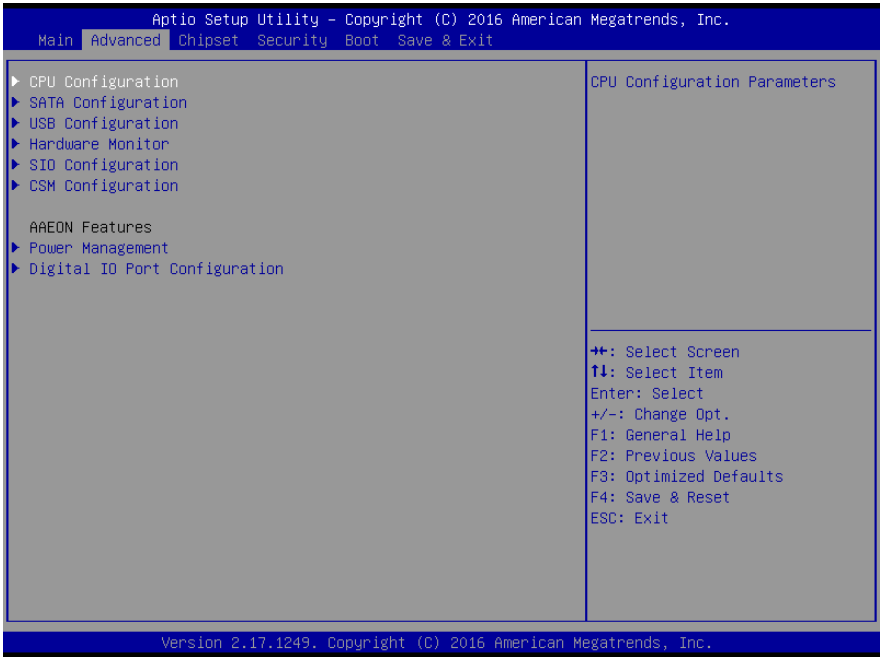 Aptio Setup Utility – Copyright (C) 2016 American Megatrends, Inc.
Main Advanced Chipset Security Boot Save & Exit
CPU Configuration
SATA Configuration
USB Configuration
Hardware Monitor
SIO Configuration
CSM Configuration
AAEON Features
Power Management
Digital IO Port Configuration
CPU Configuration Parameters
→←: Select Screen
↑↓: Select Item
Enter: Select
+/-: Change Opt.
F1: General Help
F2: Previous Values
F3: Optimized Defaults
F4: Save & Reset
ESC: Exit
Version 2.17.1249. Copyright (C) 2016 American Megatrends, Inc.